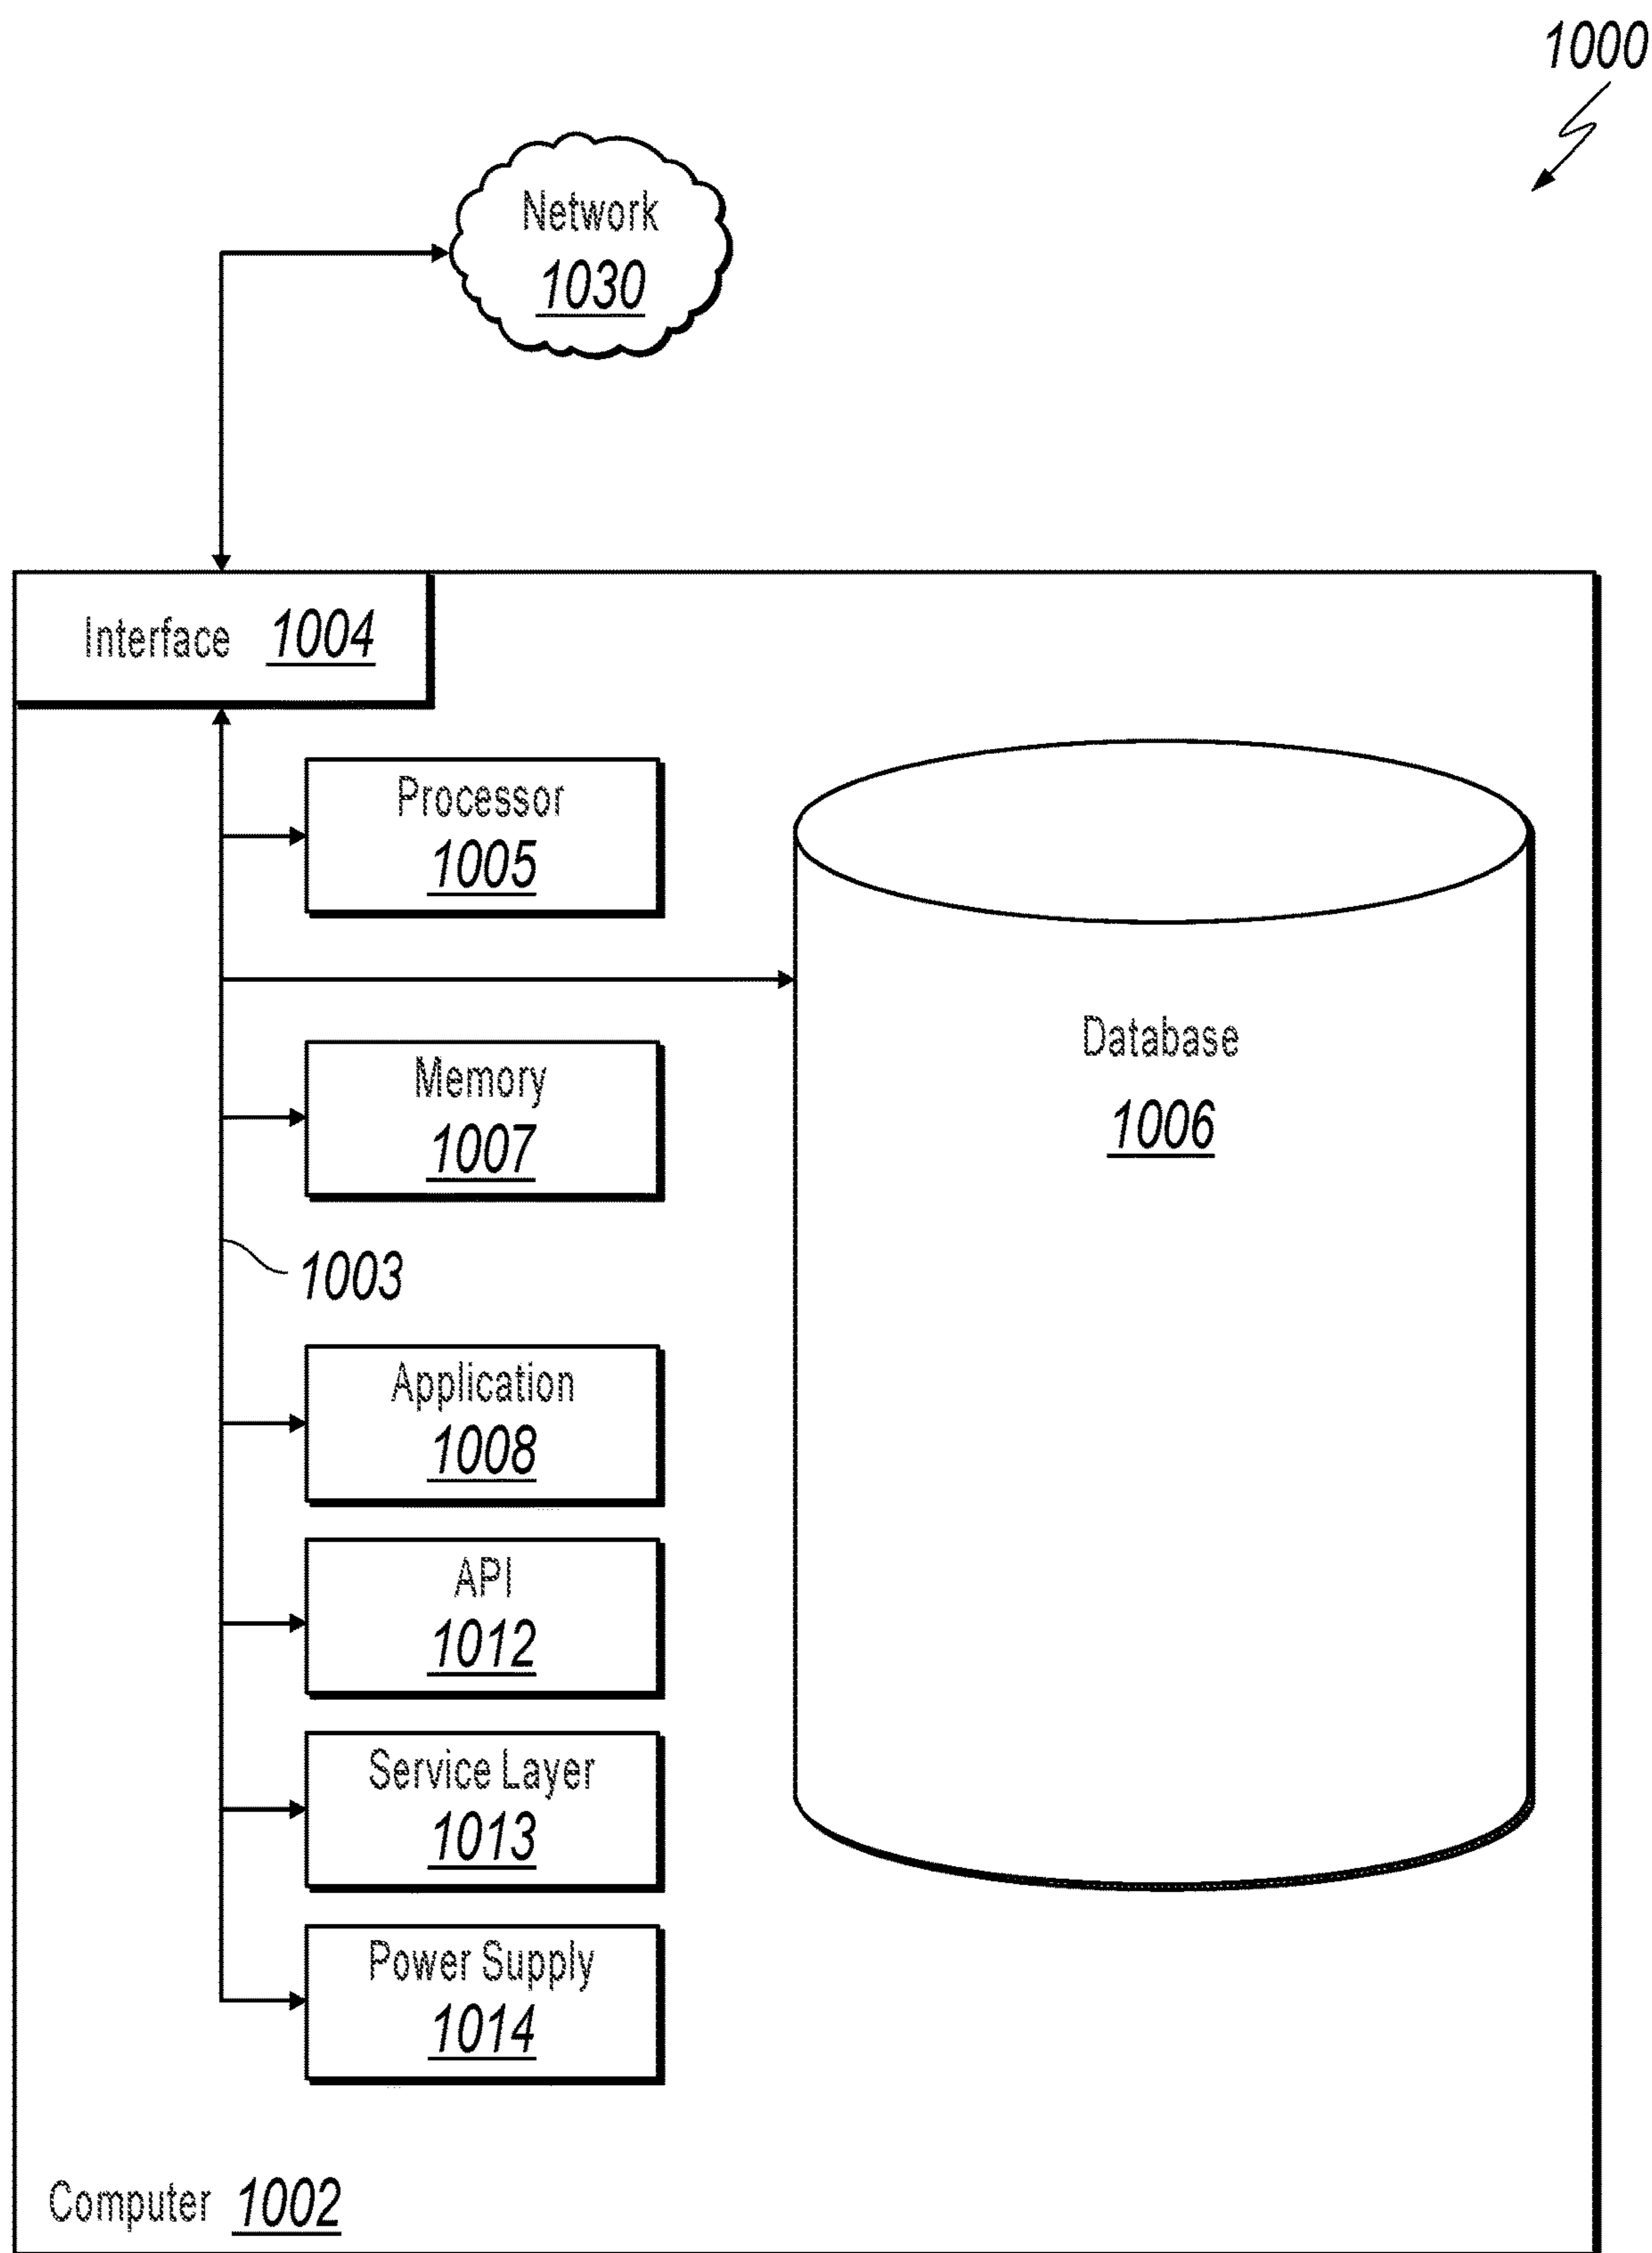 1000
Network
1030
Interface 1004
Processor
1005
Database
1006
Memory
1007
1003
Application
1008
API
1012
Service Layer
1013
Power Supply
1014
Computer 1002